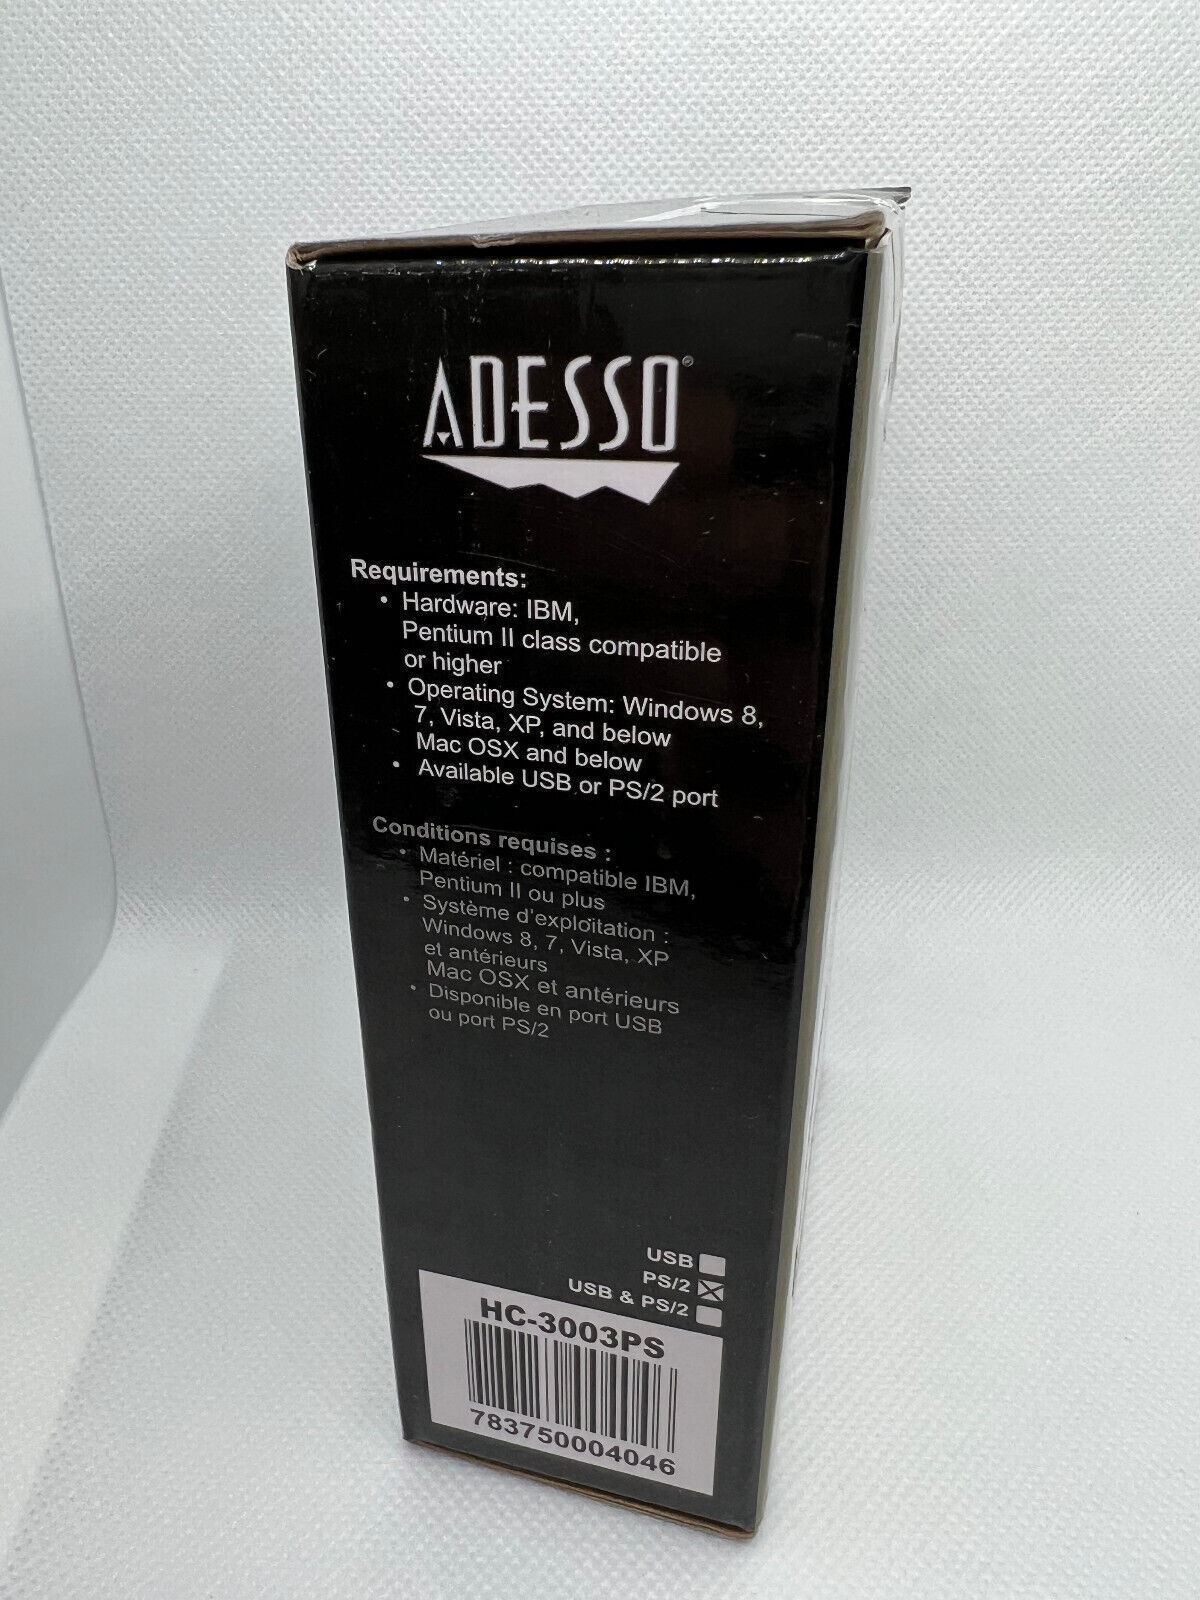 ADESSO®
Requirements:
• Hardware: IBM,
Pentium II class compatible
or higher
• Operating System: Windows 8,
7, Vista, XP, and below
Mac OSX and below
• Available USB or PS/2 port
Conditions requises :
• Matériel : compatible IBM,
Pentium II ou plus
• Système d'exploitation :
Windows 8, 7, Vista, XP
et antérieurs
Mac OSX et antérieurs
• Disponible en port USB
ou port PS/2
USB
PS/2
USB & PS/2
HC-3003PS
783750004046